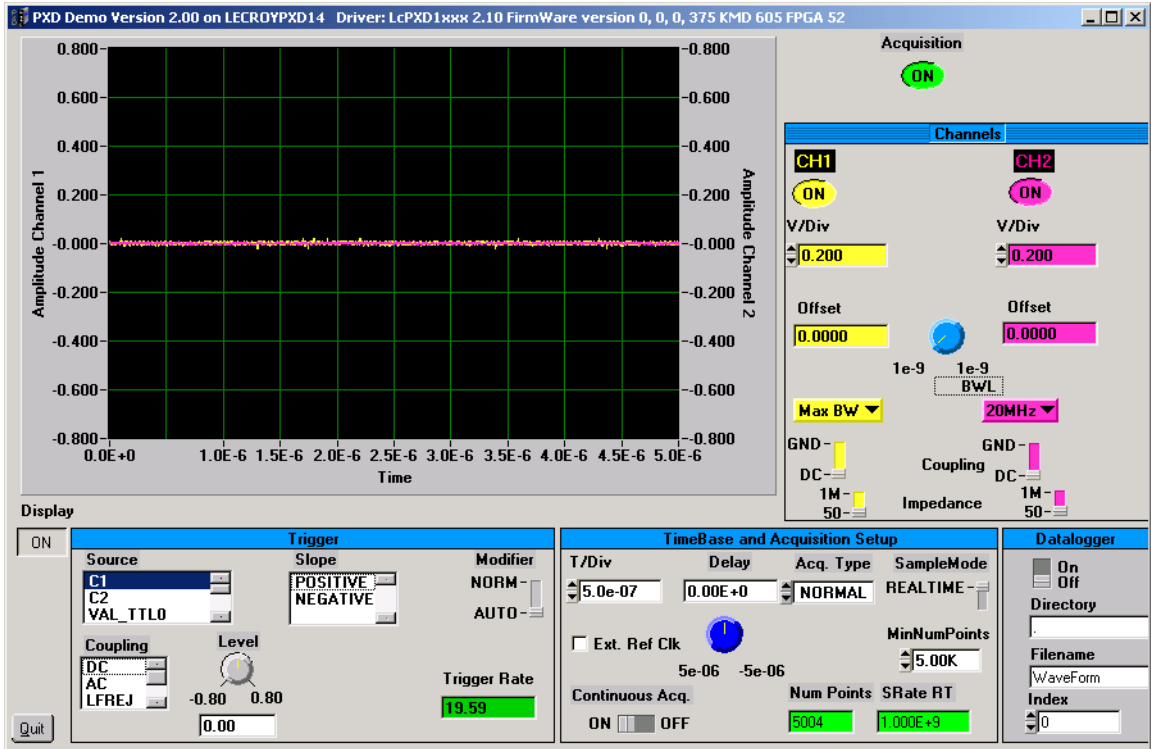 PXD Demo Version 2.00 on LECROYPXD14 Driver: LcPXD1xxx 2.10 FirmWare version 0, 0, 0, 375 KMD 605 FPGA 52
0.800
0.600
0.400
0.200
-0.000
-0.200
-0.400
-0.600
-0.800
Amplitude Channel 1
-0.800
-0.600
-0.400
-0.200
-0.000
-0.200
-0.400
-0.600
-0.800
Amplitude Channel 2
0.0E+0 1.0E-6 1.5E-6 2.0E-6 2.5E-6 3.0E-6 3.5E-6 4.0E-6 4.5E-6 5.0E-6
Time
Acquisition
ON
Channels
CH1 CH2
ON ON
V/Div V/Div
0.200 0.200
Offset Offset
0.0000 0.0000
1e-9 1e-9
BWL
Max BW 20MHz
GND GND
Coupling
DC DC
1M 1M
Impedance
50 50
Display
ON
Trigger
Source Slope Modifier
C1
C2
VAL_TTL0
POSITIVE
NEGATIVE
NORM
AUTO
Coupling Level
DC
AC
LFREJ
-0.80 0.80
0.00
Trigger Rate
19.59
Quit
TimeBase and Acquisition Setup
T/Div Delay Acq. Type SampleMode
5.0e-07 0.00E+0 NORMAL REALTIME
Ext. Ref Clk
5e-06 -5e-06
MinNumPoints
5.00K
Continuous Acq. Num Points SRate RT
ON OFF 5004 1.000E+9
Datalogger
On
Off
Directory
.
Filename
WaveForm
Index
0